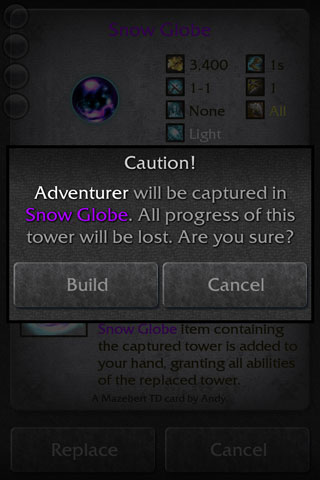 Snow Globe
3,400 1s
1-1 1
None All
Light
Caution!
Adventurer will be captured in
Snow Globe. All progress of this
tower will be lost. Are you sure?
Build Cancel
Snow Globe item containing
the captured tower is added to
your hand, granting all abilities
of the replaced tower.
A Mazebert TD card by Andy
Replace Cancel